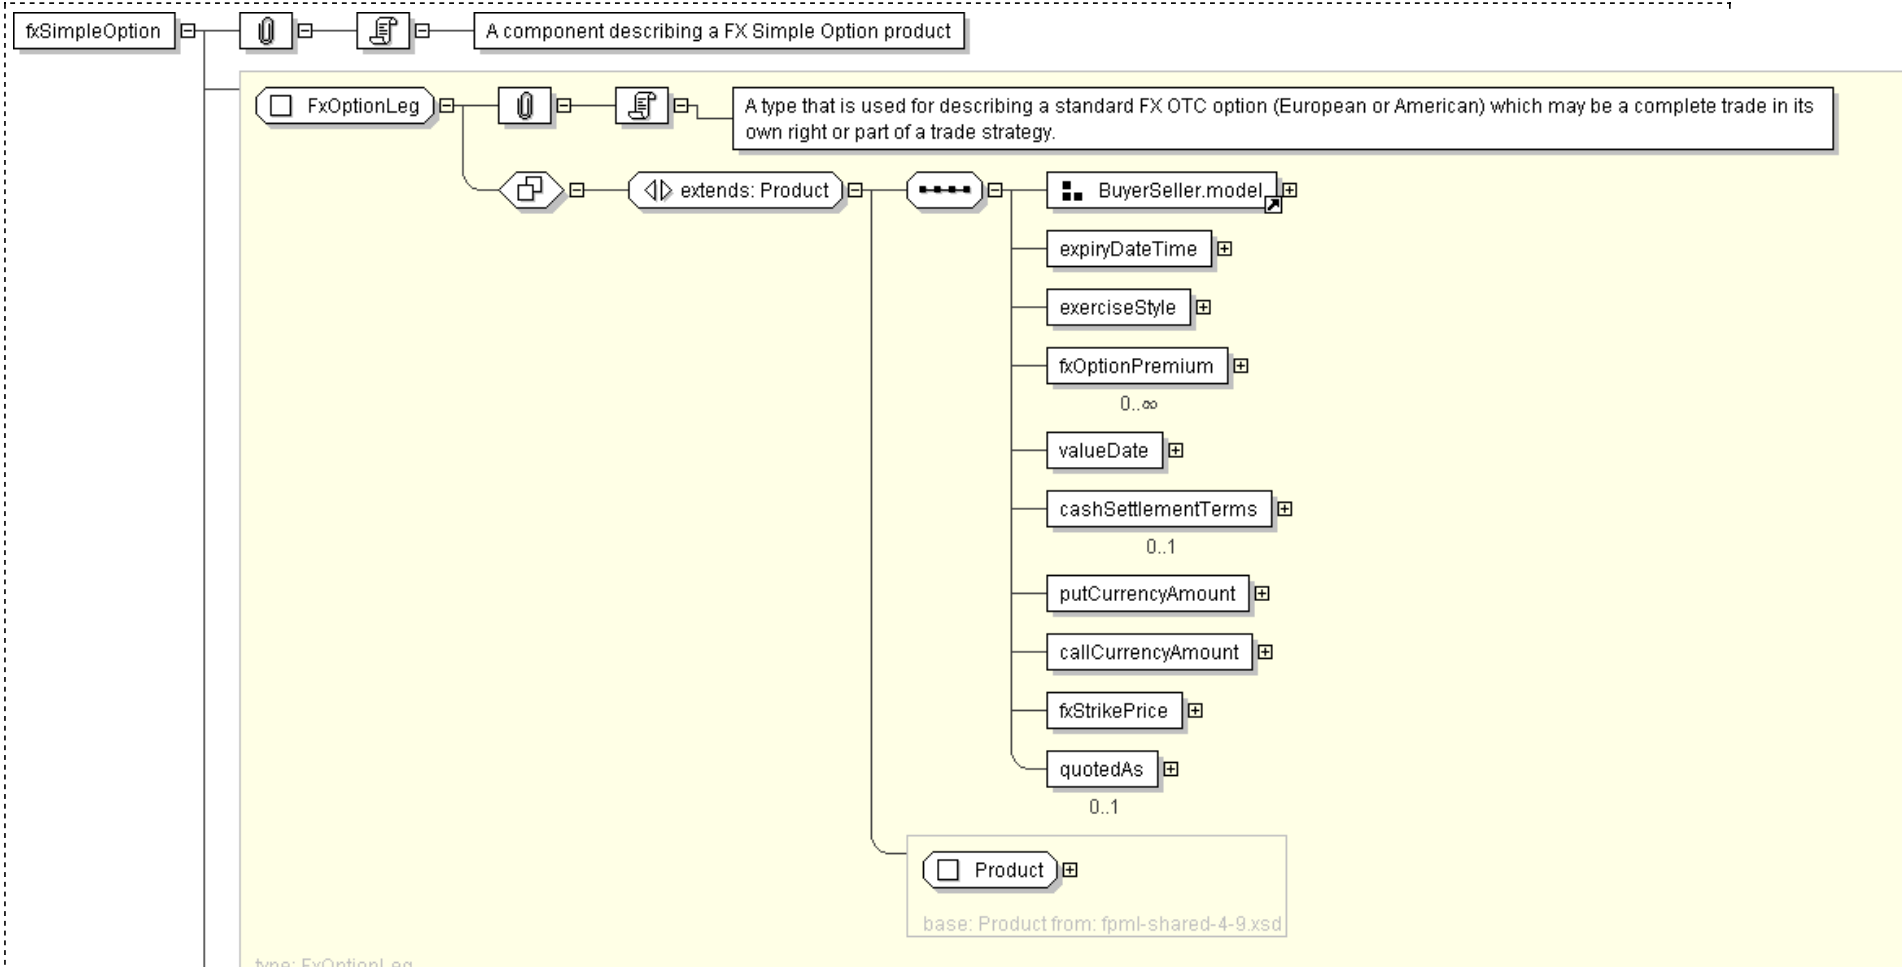 fxSimpleOption
A component describing a FX Simple Option product
FxOptionLeg
A type that is used for describing a standard FX OTC option (European or American) which may be a complete trade in its
own right or part of a trade strategy.
extends: Product
BuyerSeller.model
expiryDateTime
exerciseStyle
fxOptionPremium
0..∞
valueDate
cashSettlementTerms
0..1
putCurrencyAmount
callCurrencyAmount
fxStrikePrice
quotedAs
0..1
Product
base: Product from: fpml-shared-4-9.xsd
type: FxOptionLeg